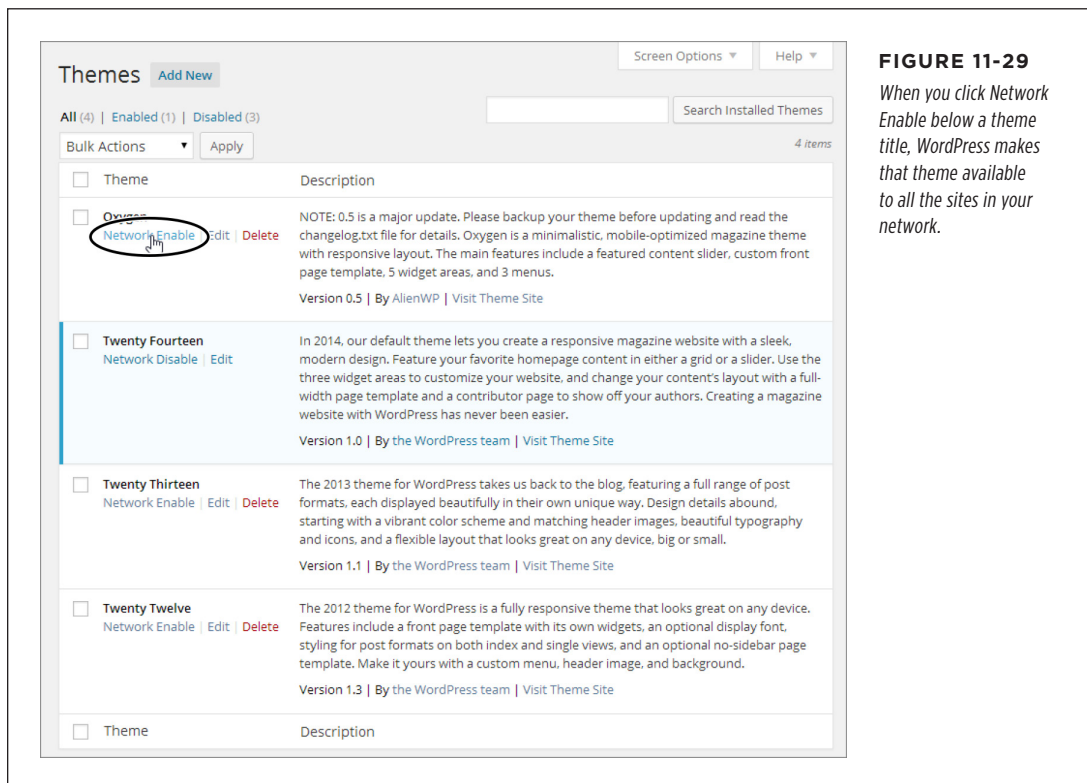 Screen Options ▼ Help ▼
Themes Add New
All (4) | Enabled (1) | Disabled (3)
Search Installed Themes
Bulk Actions ▼ Apply
4 items
Theme Description
Oxygen
Network Enable | Edit | Delete
NOTE: 0.5 is a major update. Please backup your theme before updating and read the
changelog.txt file for details. Oxygen is a minimalistic, mobile-optimized magazine theme
with responsive layout. The main features include a featured content slider, custom front
page template, 5 widget areas, and 3 menus.
Version 0.5 | By AlienWP | Visit Theme Site
Twenty Fourteen
Network Disable | Edit
In 2014, our default theme lets you create a responsive magazine website with a sleek,
modern design. Feature your favorite homepage content in either a grid or a slider. Use the
three widget areas to customize your website, and change your content's layout with a full-
width page template and a contributor page to show off your authors. Creating a magazine
website with WordPress has never been easier.
Version 1.0 | By the WordPress team | Visit Theme Site
Twenty Thirteen
Network Enable | Edit | Delete
The 2013 theme for WordPress takes us back to the blog, featuring a full range of post
formats, each displayed beautifully in their own unique way. Design details abound,
starting with a vibrant color scheme and matching header images, beautiful typography
and icons, and a flexible layout that looks great on any device, big or small.
Version 1.1 | By the WordPress team | Visit Theme Site
Twenty Twelve
Network Enable | Edit | Delete
The 2012 theme for WordPress is a fully responsive theme that looks great on any device.
Features include a front page template with its own widgets, an optional display font,
styling for post formats on both index and single views, and an optional no-sidebar page
template. Make it yours with a custom menu, header image, and background.
Version 1.3 | By the WordPress team | Visit Theme Site
Theme Description
FIGURE 11-29
When you click Network
Enable below a theme
title, WordPress makes
that theme available
to all the sites in your
network.